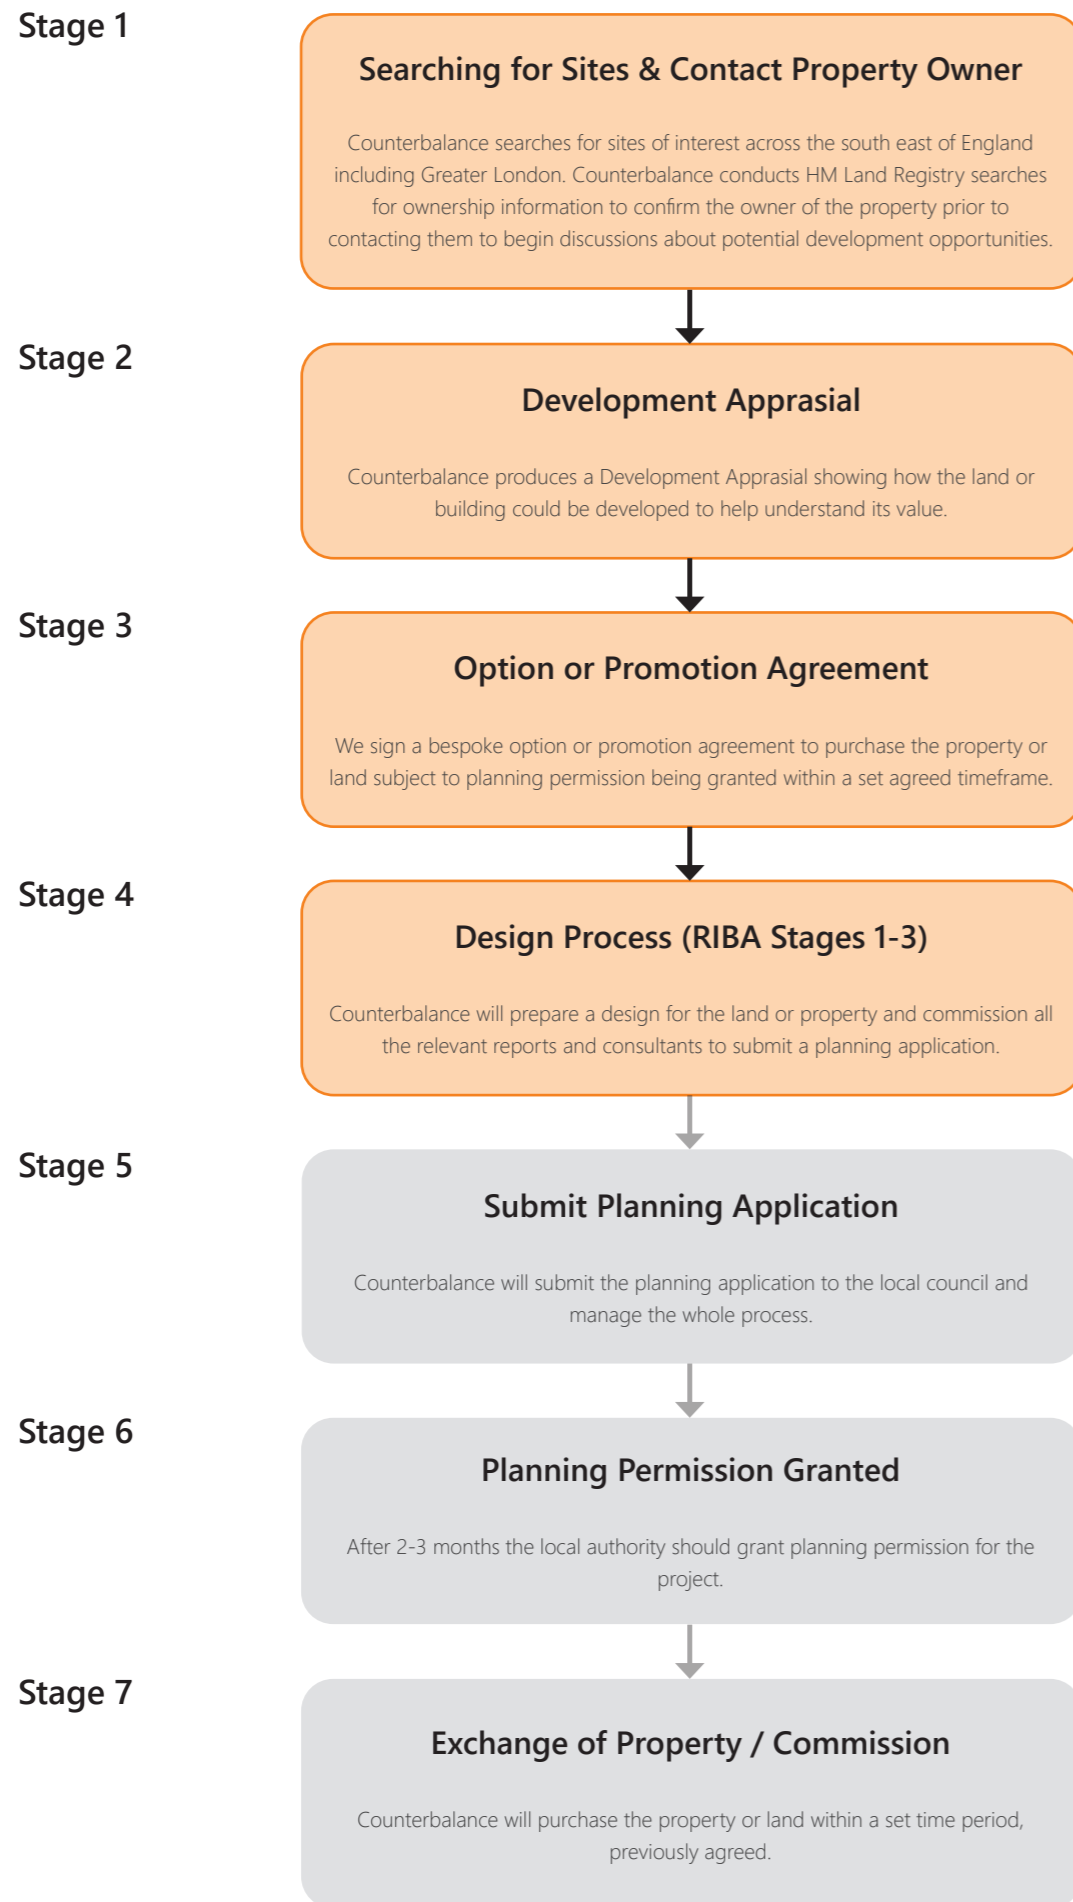 Stage 1
Searching for Sites & Contact Property Owner
Counterbalance searches for sites of interest across the south east of England
including Greater London. Counterbalance conducts HM Land Registry searches
for ownership information to confirm the owner of the property prior to
contacting them to begin discussions about potential development opportunities.
Stage 2
Development Apprasial
Counterbalance produces a Development Apprasial showing how the land or
building could be developed to help understand its value.
Stage 3
Option or Promotion Agreement
We sign a bespoke option or promotion agreement to purchase the property or
land subject to planning permission being granted within a set agreed timeframe.
Stage 4
Design Process (RIBA Stages 1-3)
Counterbalance will prepare a design for the land or property and commission all
the relevant reports and consultants to submit a planning application.
Stage 5
Submit Planning Application
Counterbalance will submit the planning application to the local council and
manage the whole process.
Stage 6
Planning Permission Granted
After 2-3 months the local authority should grant planning permission for the
project.
Stage 7
Exchange of Property / Commission
Counterbalance will purchase the property or land within a set time period,
previously agreed.